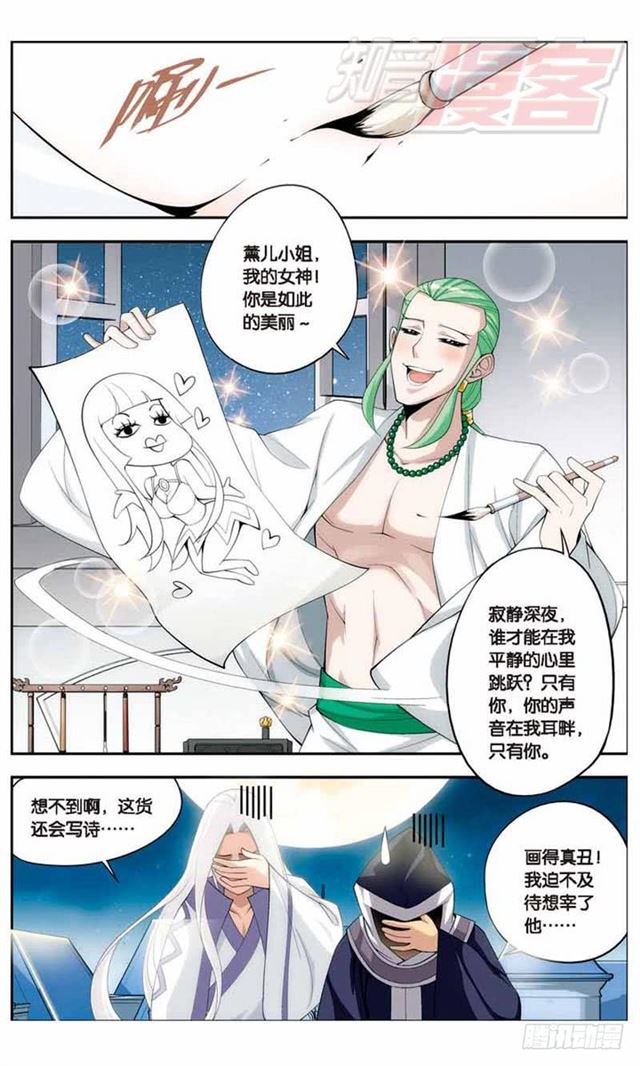 知音漫客
唰一
薰儿小姐，
我的女神！
你是如此
的美丽～
寂静深夜，
谁才能在我
平静的心里
跳跃？只有
你，你的声
音在我耳畔，
只有你。
想不到啊，这货
还会写诗……
画得真丑！
我迫不及
待想宰了
他……
腾讯动漫